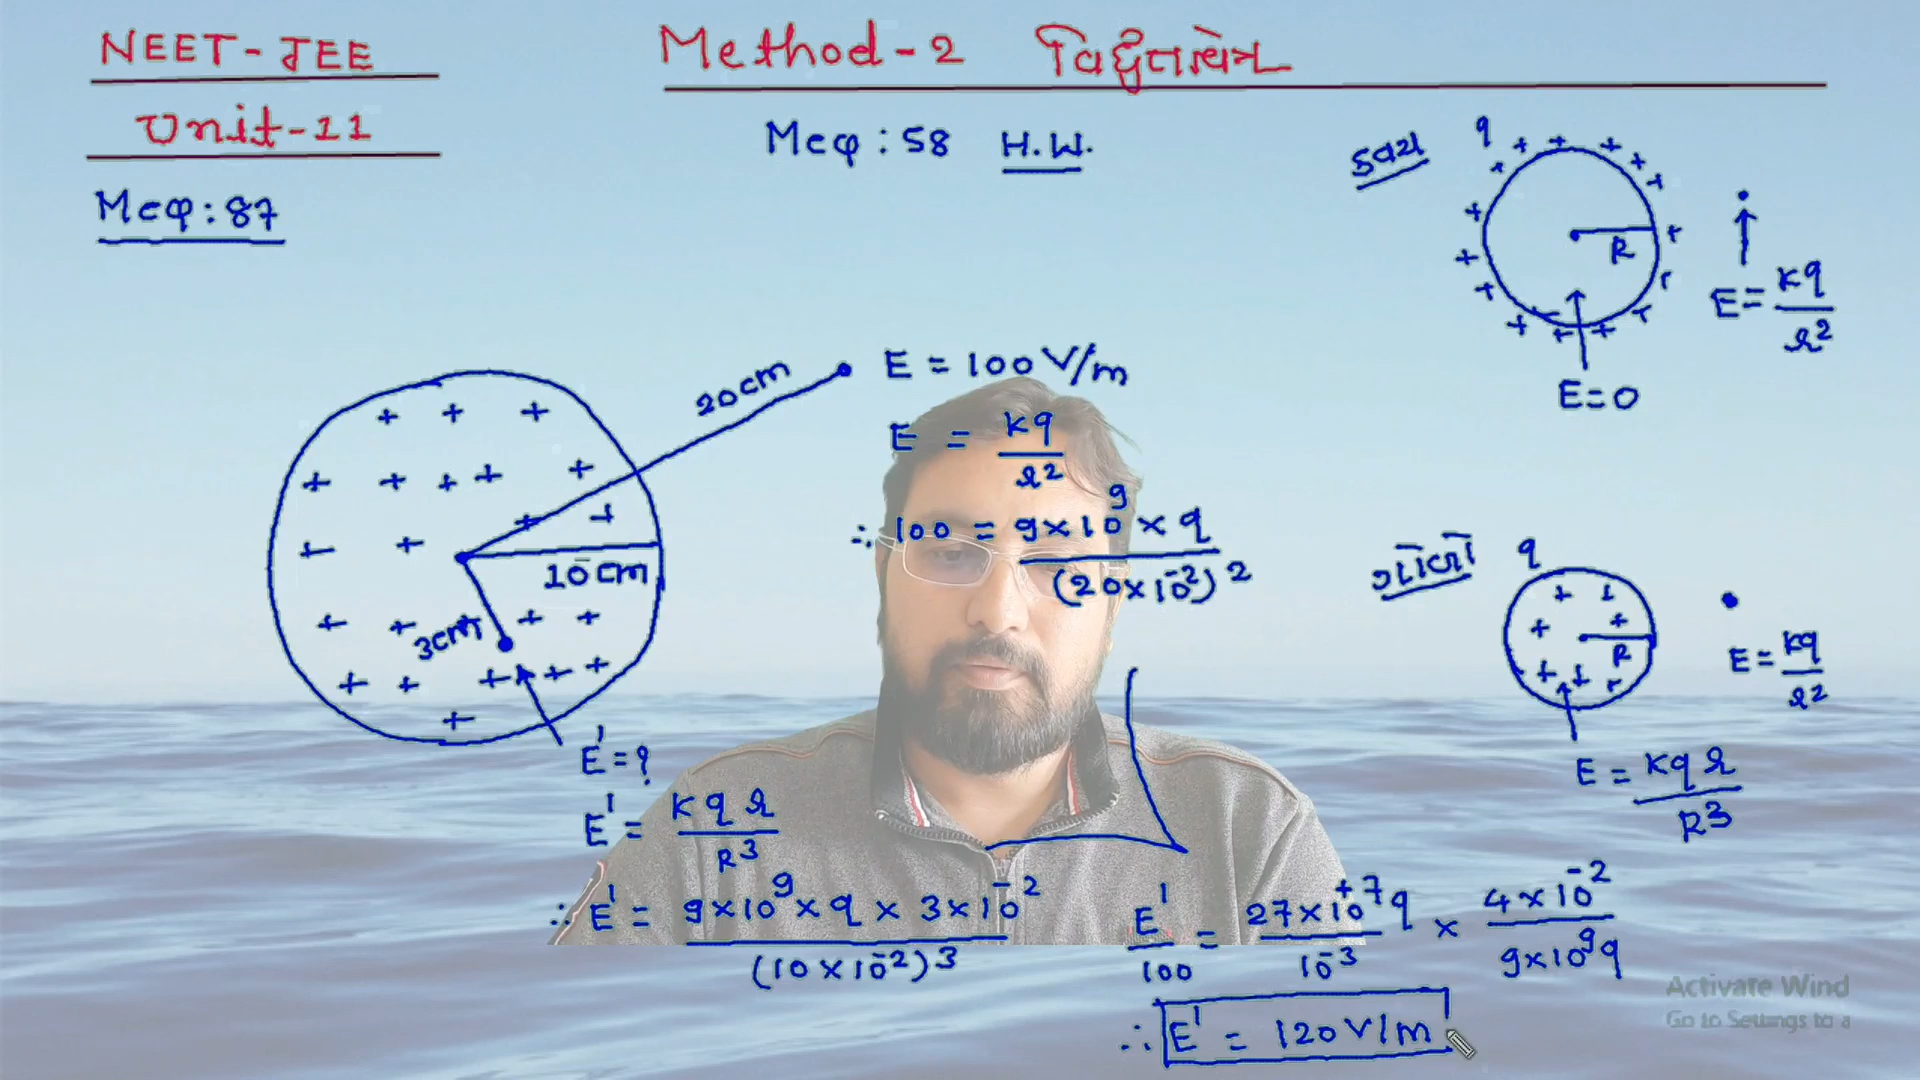 NEET-JEE
Method-2 વિદ્યુતક્ષેત્ર
Unit-11
Mcq:58 H.W.
Mcq:87
કવચ
q
R
E = kq/r²
E=0
20cm
E = 100 V/m
E = kq/r²
∴ 100 = 9×10⁹×q/(20×10⁻²)²
10cm
3cm
E' = ?
E' = kqr/R³
∴ E' = 9×10⁹×q×3×10⁻²/(10×10⁻²)³
q
R
E = kq/r²
E = kqr/R³
E'/100 = 27×10⁺⁷q/10⁻³ × 4×10⁻²/9×10⁹q
∴ E' = 120 V/m
Activate Wind
Go to Settings to a